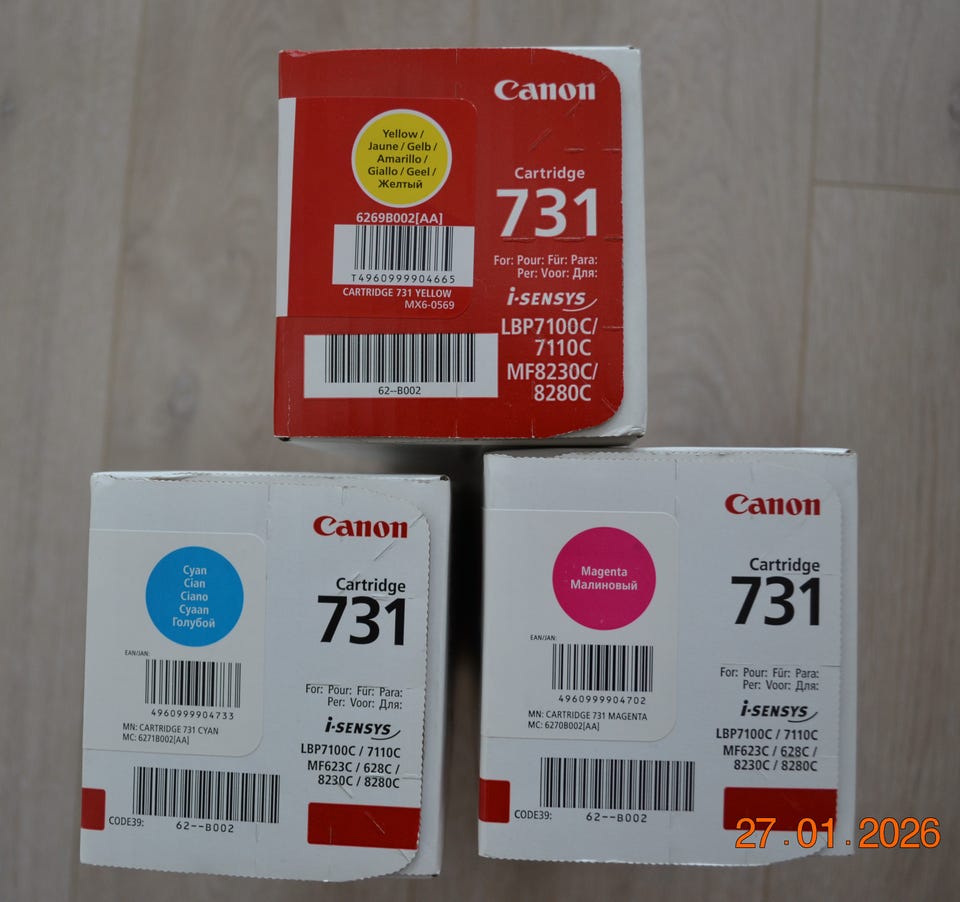 Canon
Yellow /
Jaune / Gelb /
Amarillo /
Giallo / Geel /
Желтый
6269B002[AA]
T4960999904665
CARTRIDGE 731 YELLOW
MX6-0569
62--B002
Cartridge
731
For: Pour: Für: Para:
Per: Voor: Для:
i-SENSYS
LBP7100C/
7110C
MF8230C/
8280C
Canon
Cyan
Cian
Ciano
Cyaan
Голубой
EAN/JAN:
4960999904733
MN: CARTRIDGE 731 CYAN
MC: 6271B002[AA]
CODE39:
62--B002
Cartridge
731
For: Pour: Für: Para:
Per: Voor: Для:
i-SENSYS
LBP7100C / 7110C
MF623C / 628C /
8230C / 8280C
Canon
Magenta
Малиновый
EAN/JAN:
4960999904702
MN: CARTRIDGE 731 MAGENTA
MC: 6270B002[AA]
CODE39:
62--B002
Cartridge
731
For: Pour: Für: Para:
Per: Voor: Для:
i-SENSYS
LBP7100C / 7110C
MF623C / 628C /
8230C / 8280C
27.01.2026